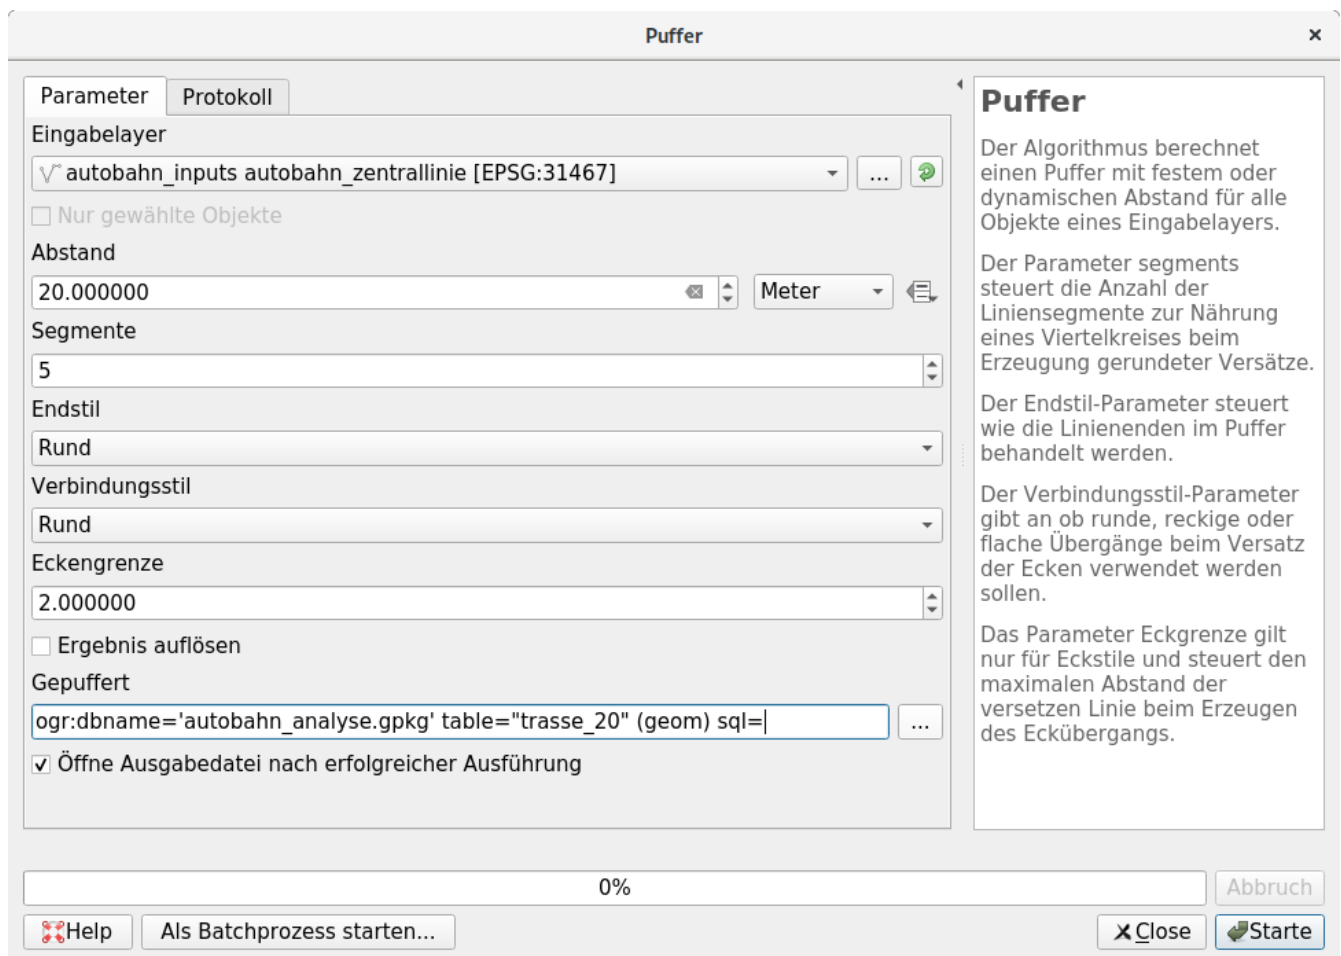 Puffer
Parameter
Protokoll
Eingabelayer
autobahn_inputs autobahn_zentrallinie [EPSG:31467]
...
Nur gewählte Objekte
Abstand
20.000000
Meter
Segmente
5
Endstil
Rund
Verbindungsstil
Rund
Eckengrenze
2.000000
Ergebnis auflösen
Gepuffert
ogr:dbname='autobahn_analyse.gpkg' table="trasse_20" (geom) sql=
...
Öffne Ausgabedatei nach erfolgreicher Ausführung
Puffer
Der Algorithmus berechnet
einen Puffer mit festem oder
dynamischen Abstand für alle
Objekte eines Eingabelayers.
Der Parameter segments
steuert die Anzahl der
Liniensegmente zur Nährung
eines Viertelkreises beim
Erzeugung gerundeter Versätze.
Der Endstil-Parameter steuert
wie die Linienenden im Puffer
behandelt werden.
Der Verbindungsstil-Parameter
gibt an ob runde, reckige oder
flache Übergänge beim Versatz
der Ecken verwendet werden
sollen.
Das Parameter Eckgrenze gilt
nur für Eckstile und steuert den
maximalen Abstand der
versetzen Linie beim Erzeugen
des Eckübergangs.
0%
Abbruch
Help
Als Batchprozess starten...
Close
Starte